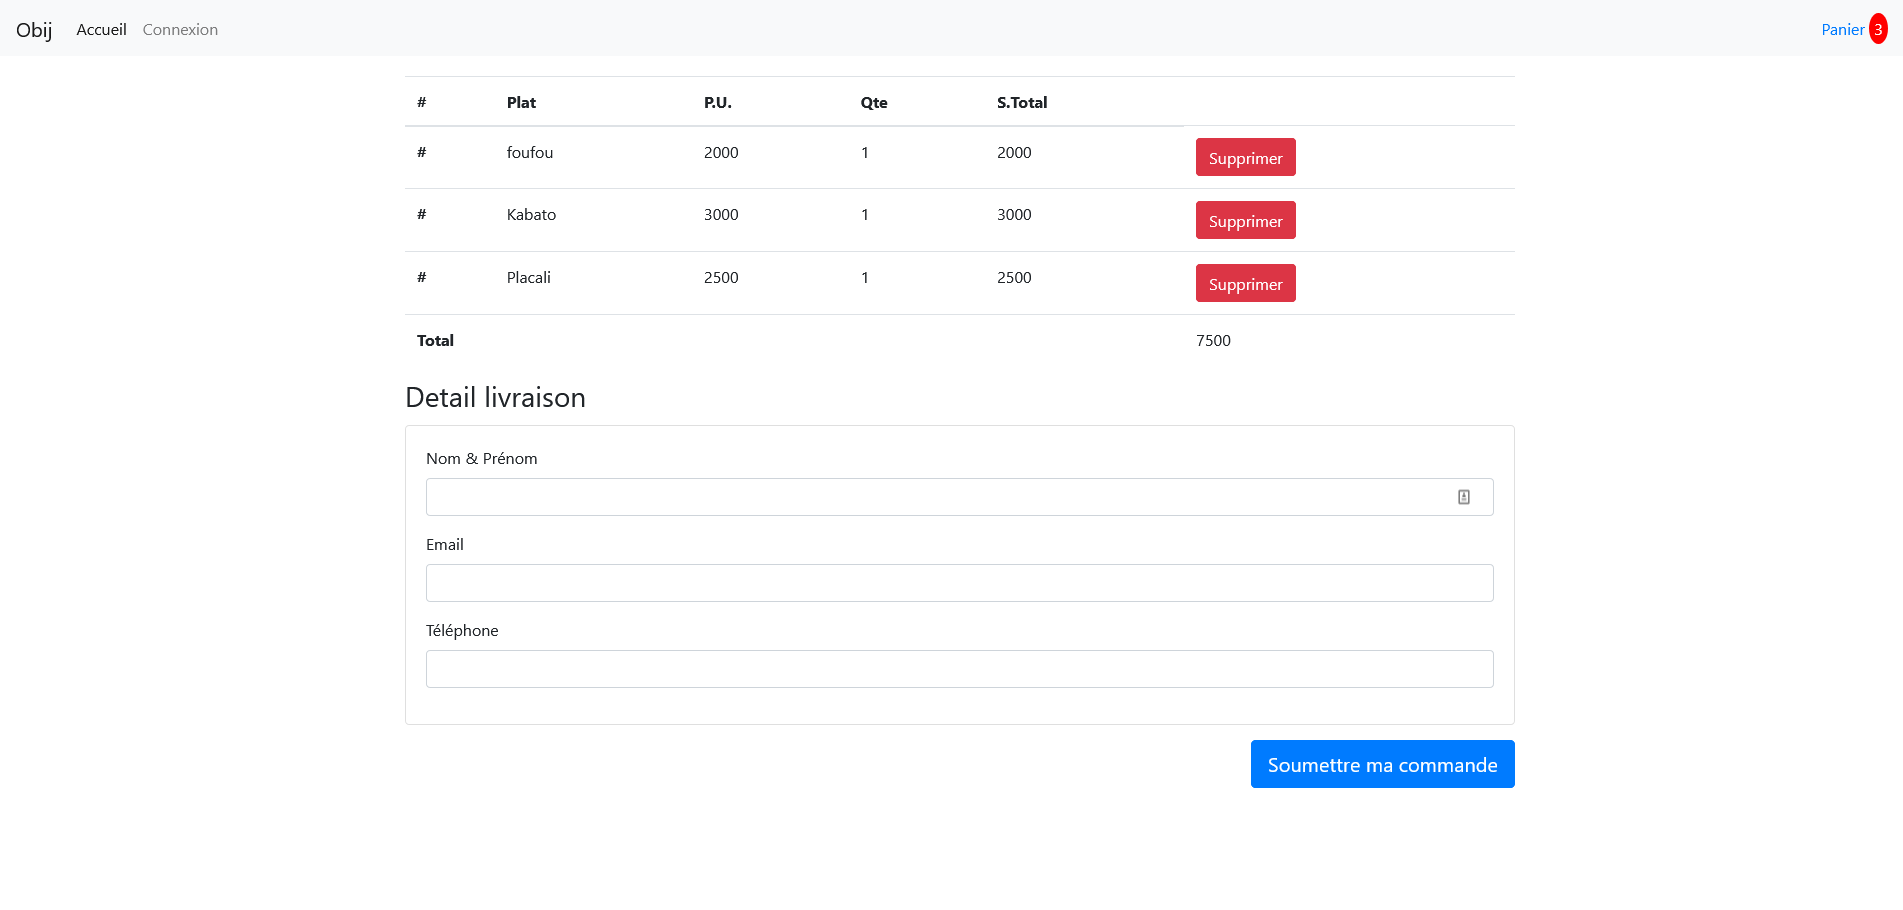 Obij Accueil Connexion Panier 3
# Plat P.U. Qte S.Total
# foufou 2000 1 2000 Supprimer
# Kabato 3000 1 3000 Supprimer
# Placali 2500 1 2500 Supprimer
Total 7500
Detail livraison
Nom & Prénom
Email
Téléphone
Soumettre ma commande